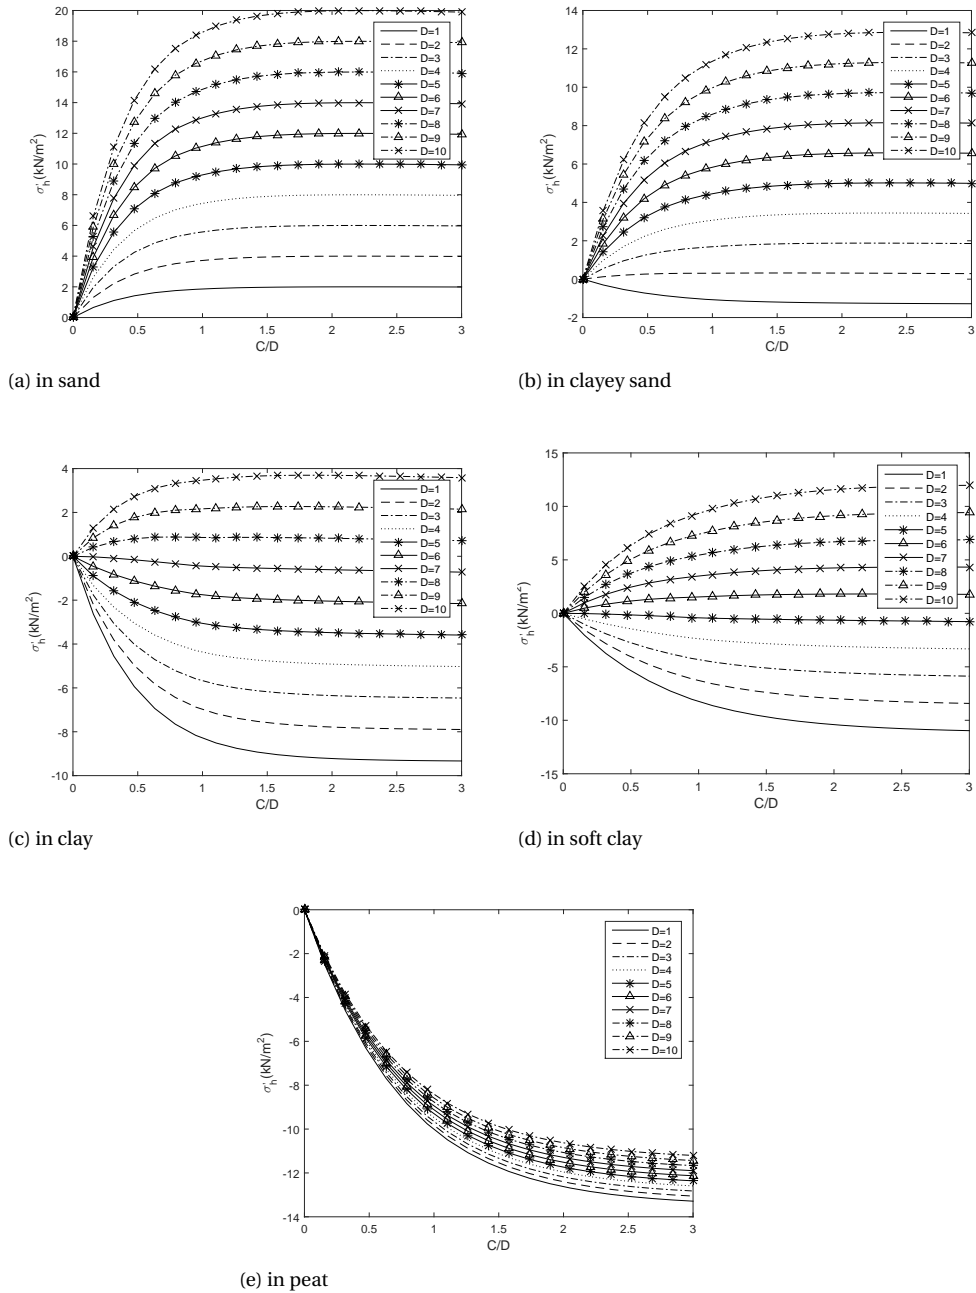 20
18
16
14
12
10
8
6
4
2
0
σ'h(kN/m²)
0 0.5 1 1.5 2 2.5 3
C/D
D=1
D=2
D=3
D=4
D=5
D=6
D=7
D=8
D=9
D=10
(a) in sand
14
12
10
8
6
4
2
0
-2
σ'h(kN/m²)
0 0.5 1 1.5 2 2.5 3
C/D
D=1
D=2
D=3
D=4
D=5
D=6
D=7
D=8
D=9
D=10
(b) in clayey sand
4
2
0
-2
-4
-6
-8
-10
σ'h(kN/m²)
0 0.5 1 1.5 2 2.5 3
C/D
D=1
D=2
D=3
D=4
D=5
D=6
D=7
D=8
D=9
D=10
(c) in clay
15
10
5
0
-5
-10
-15
σ'h(kN/m²)
0 0.5 1 1.5 2 2.5 3
C/D
D=1
D=2
D=3
D=4
D=5
D=6
D=7
D=8
D=9
D=10
(d) in soft clay
0
-2
-4
-6
-8
-10
-12
-14
σ'h(kN/m²)
0 0.5 1 1.5 2 2.5 3
C/D
D=1
D=2
D=3
D=4
D=5
D=6
D=7
D=8
D=9
D=10
(e) in peat